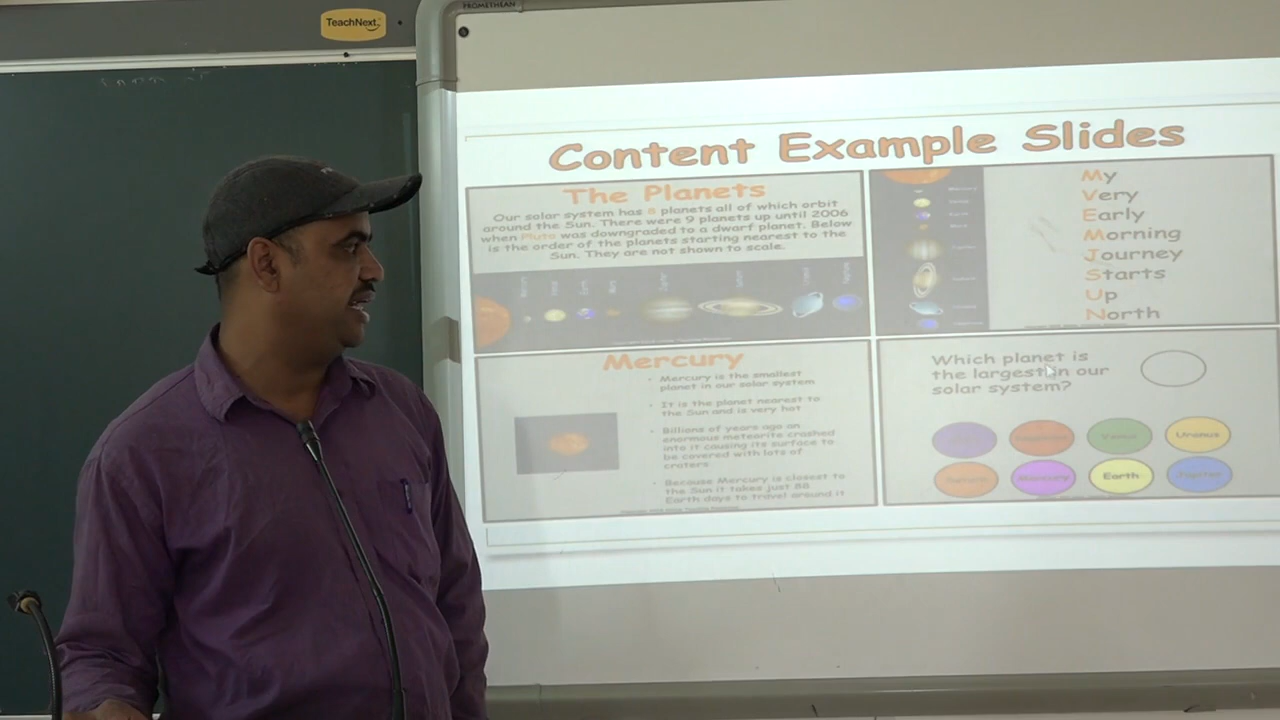 TeachNext
PROMETHEAN
Content Example Slides
The Planets
Our solar system has 8 planets all of which orbit
around the Sun. There were 9 planets up until 2006
when Pluto was downgraded to a dwarf planet. Below
is the order of the planets starting nearest to the
Sun. They are not shown to scale.
My
Very
Early
Morning
Journey
Starts
Up
North
Mercury
• Mercury is the smallest
planet in our solar system
• It is the planet nearest to
the Sun and is very hot
• Billions of years ago an
enormous meteorite crashed
into it causing its surface to
be covered with lots of
craters
• Because Mercury is closest to
the Sun it takes just 88
Earth days to travel around it
Which planet is
the largest in our
solar system?
Venus
Uranus
Mercury
Earth
Jupiter